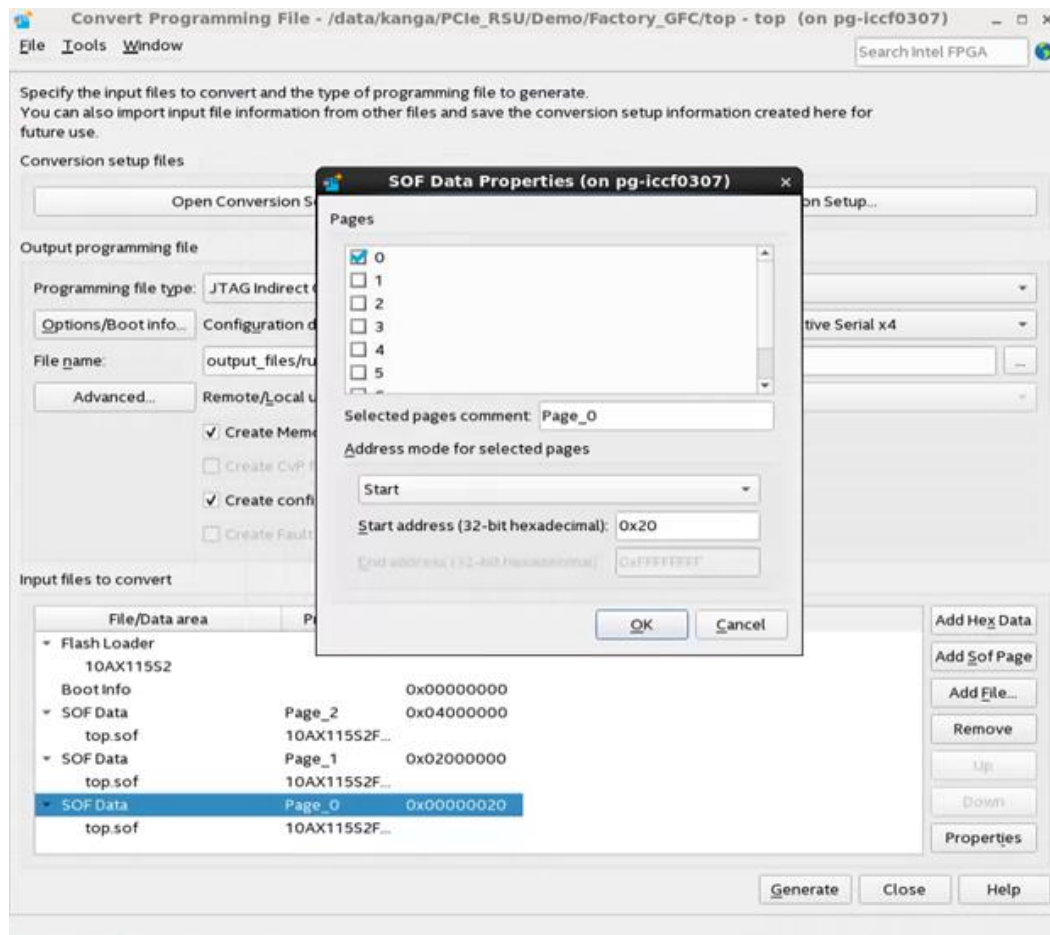 Convert Programming File - /data/kanga/PCIe_RSU/Demo/Factory_GFC/top - top (on pg-iccf0307)
File Tools Window
Search Intel FPGA
Specify the input files to convert and the type of programming file to generate.
You can also import input file information from other files and save the conversion setup information created here for
future use.
Conversion setup files
Open Conversion S
on Setup...
Output programming file
Programming file type: JTAG Indirect
Options/Boot info... Configuration d
tive Serial x4
File name: output_files/ru
...
Advanced... Remote/Local u
Create Mem
Create CvP f
Create confi
Create Fault
SOF Data Properties (on pg-iccf0307)
Pages
0
1
2
3
4
5
Selected pages comment: Page_0
Address mode for selected pages
Start
Start address (32-bit hexadecimal): 0x20
End address (32-bit hexadecimal): 0xFFFFFFFF
OK Cancel
Input files to convert
File/Data area
Flash Loader
10AX115S2
Boot Info 0x00000000
SOF Data Page_2 0x04000000
top.sof 10AX115S2F...
SOF Data Page_1 0x02000000
top.sof 10AX115S2F...
SOF Data Page_0 0x00000020
top.sof 10AX115S2F...
Add Hex Data
Add Sof Page
Add File...
Remove
Up
Down
Properties
Generate Close Help